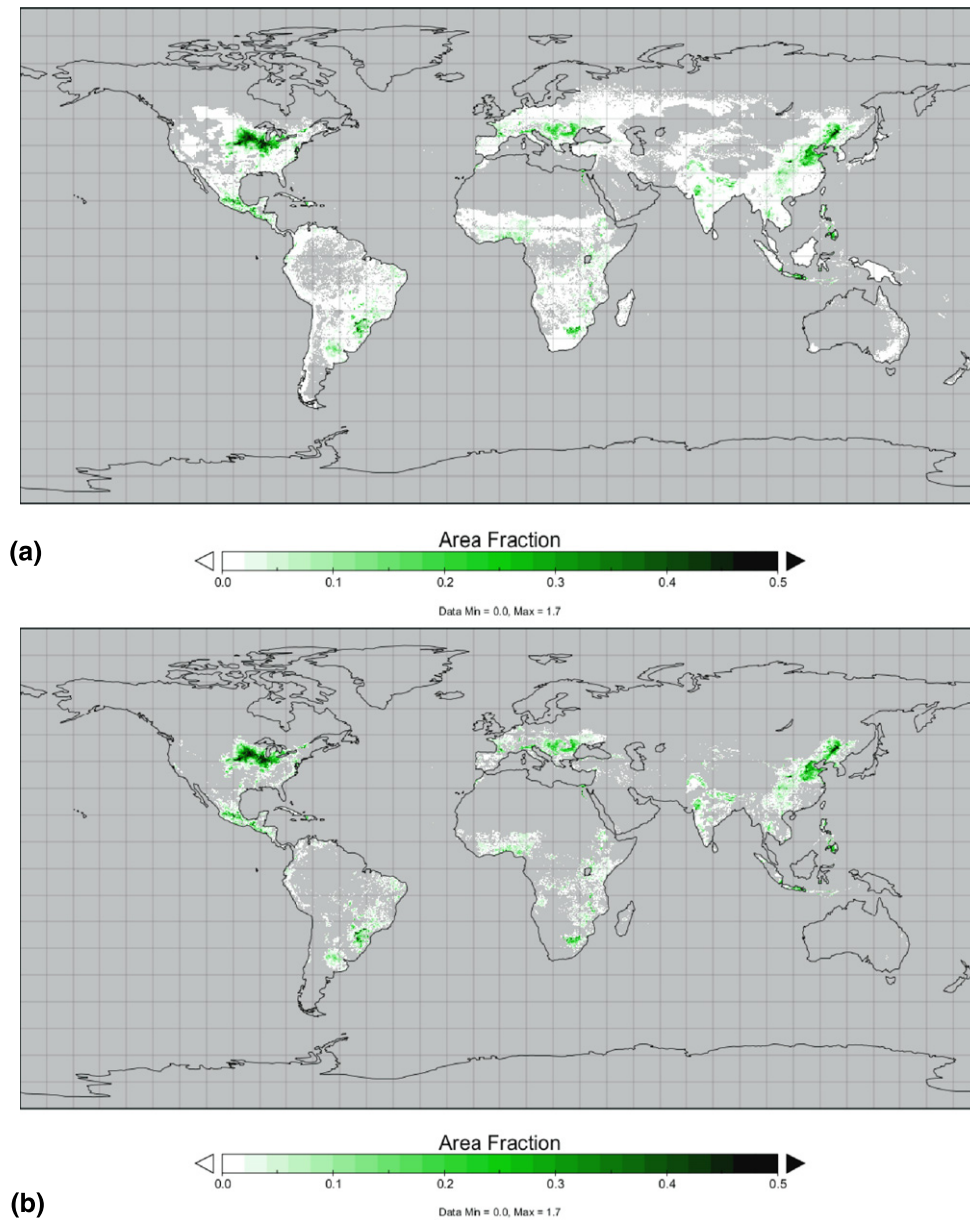 (a)
Area Fraction
0.0 0.1 0.2 0.3 0.4 0.5
Data Min = 0.0, Max = 1.7
Area Fraction
0.0 0.1 0.2 0.3 0.4 0.5
Data Min = 0.0, Max = 1.7
(b)